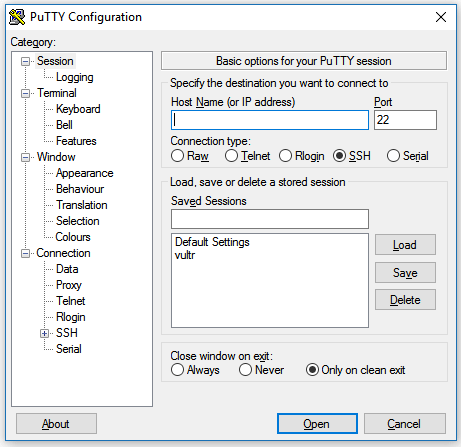 PuTTY Configuration
Category:
Session
Logging
Terminal
Keyboard
Bell
Features
Window
Appearance
Behaviour
Translation
Selection
Colours
Connection
Data
Proxy
Telnet
Rlogin
SSH
Serial
Basic options for your PuTTY session
Specify the destination you want to connect to
Host Name (or IP address) Port
22
Connection type:
Raw Telnet Rlogin SSH Serial
Load, save or delete a stored session
Saved Sessions
Default Settings
vultr
Load
Save
Delete
Close window on exit:
Always Never Only on clean exit
About Open Cancel